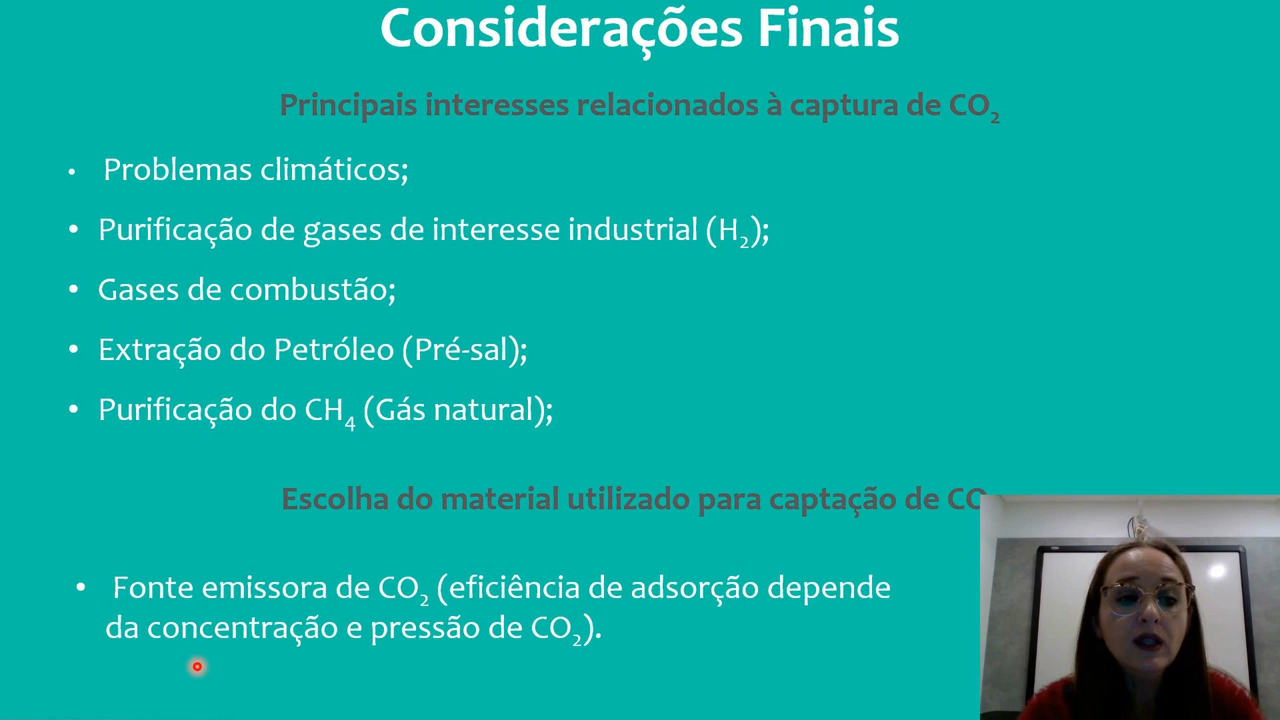 Considerações Finais
Principais interesses relacionados à captura de CO₂
• Problemas climáticos;
• Purificação de gases de interesse industrial (H₂);
• Gases de combustão;
• Extração do Petróleo (Pré-sal);
• Purificação do CH₄ (Gás natural);
Escolha do material utilizado para captação de CO
• Fonte emissora de CO₂ (eficiência de adsorção depende
da concentração e pressão de CO₂).